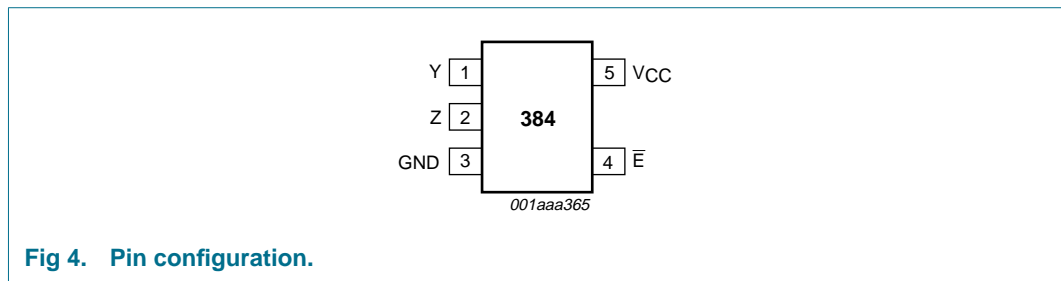 Y 1 5 VCC
Z 2 384
GND 3 4 E̅
001aaa365
Fig 4. Pin configuration.